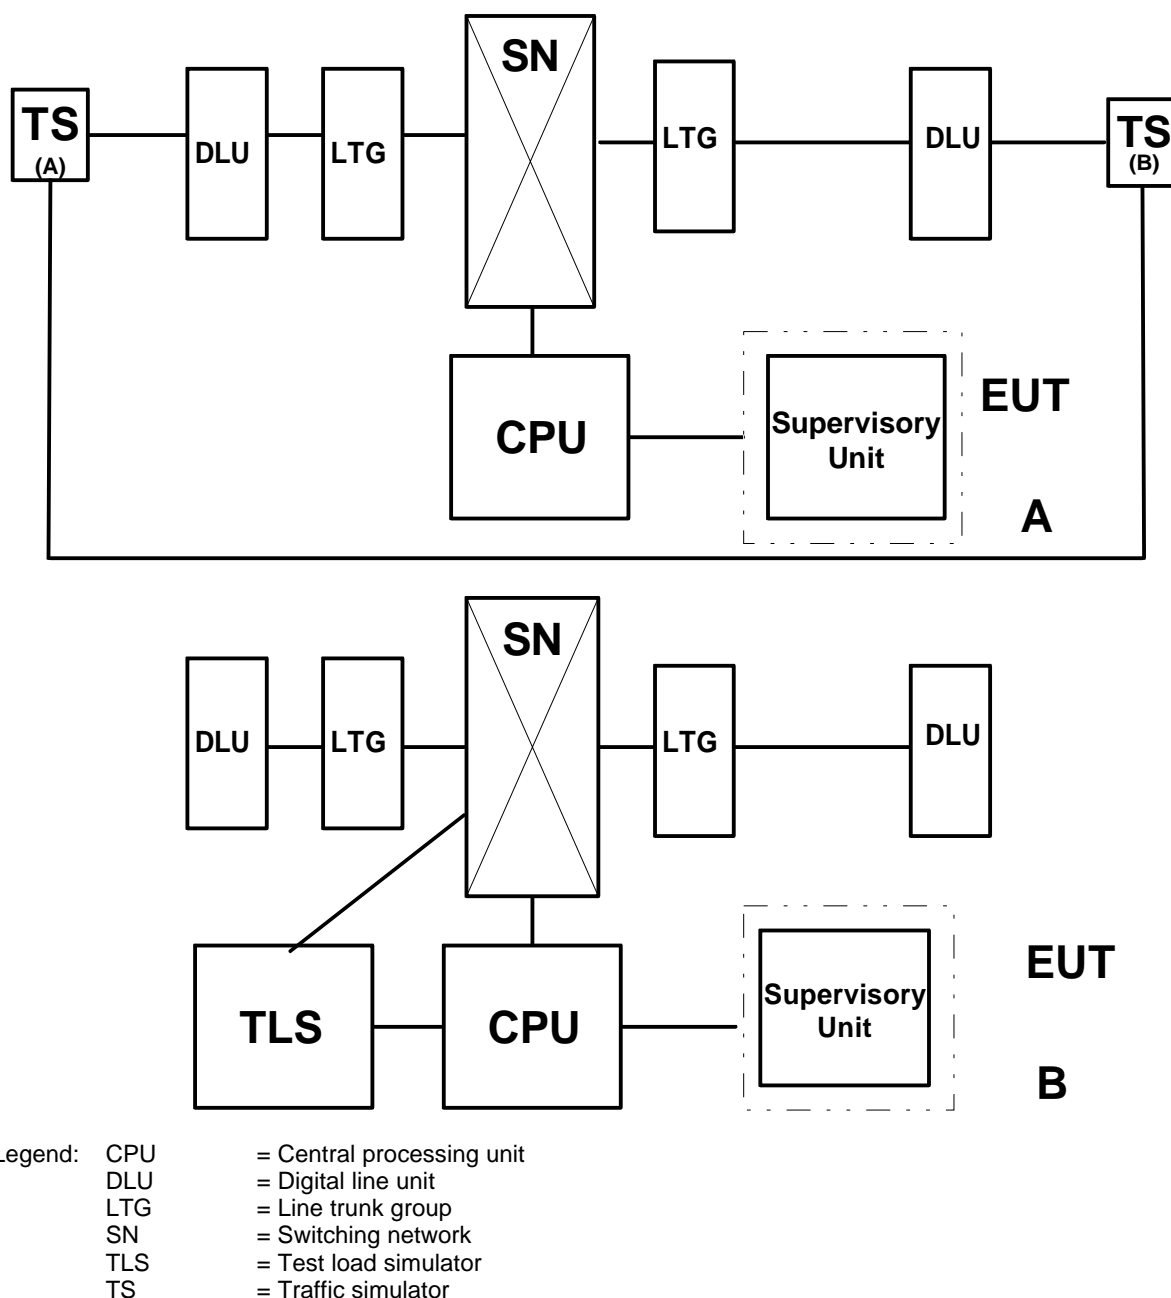 SN
TS
(A)
DLU
LTG
LTG
DLU
TS
(B)
CPU
Supervisory
Unit
EUT
A
SN
DLU
LTG
LTG
DLU
TLS
CPU
Supervisory
Unit
EUT
B
Legend: CPU = Central processing unit
DLU = Digital line unit
LTG = Line trunk group
SN = Switching network
TLS = Test load simulator
TS = Traffic simulator